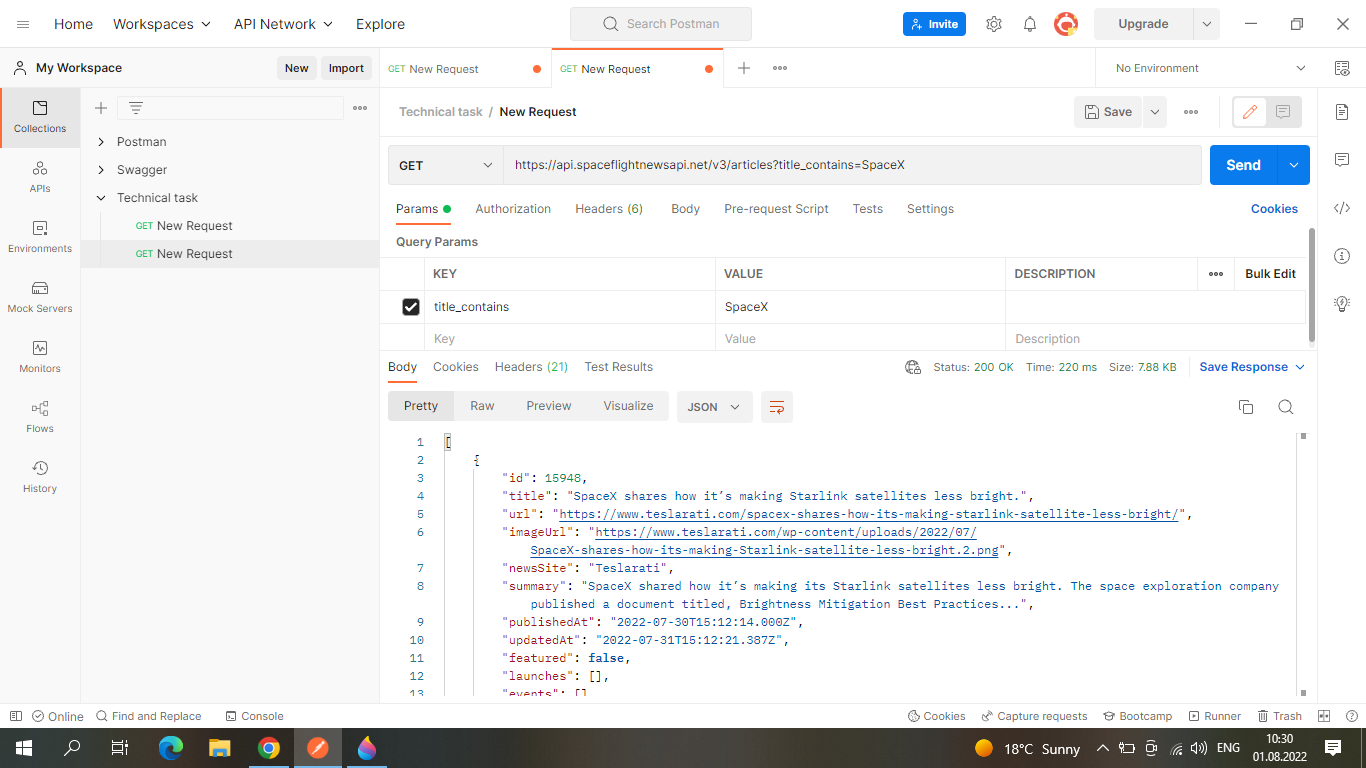 Home Workspaces API Network Explore Search Postman Invite Upgrade
My Workspace New Import GET New Request GET New Request No Environment
Collections
APIs
Environments
Mock Servers
Monitors
Flows
History
Postman
Swagger
Technical task
GET New Request
GET New Request
Technical task / New Request Save
GET https://api.spaceflightnewsapi.net/v3/articles?title_contains=SpaceX Send
Params Authorization Headers (6) Body Pre-request Script Tests Settings Cookies
Query Params
KEY VALUE DESCRIPTION Bulk Edit
title_contains SpaceX
Key Value Description
Body Cookies Headers (21) Test Results Status: 200 OK Time: 220 ms Size: 7.88 KB Save Response
Pretty Raw Preview Visualize JSON
1 [
2 {
3 "id": 15948,
4 "title": "SpaceX shares how it’s making Starlink satellites less bright.",
5 "url": "https://www.teslarati.com/spacex-shares-how-its-making-starlink-satellite-less-bright/",
6 "imageUrl": "https://www.teslarati.com/wp-content/uploads/2022/07/
SpaceX-shares-how-its-making-Starlink-satellite-less-bright.2.png",
7 "newsSite": "Teslarati",
8 "summary": "SpaceX shared how it’s making its Starlink satellites less bright. The space exploration company
published a document titled, Brightness Mitigation Best Practices...",
9 "publishedAt": "2022-07-30T15:12:14.000Z",
10 "updatedAt": "2022-07-31T15:12:21.387Z",
11 "featured": false,
12 "launches": [],
13 "events": []
Online Find and Replace Console Cookies Capture requests Bootcamp Runner Trash
18°C Sunny ENG 10:30
01.08.2022